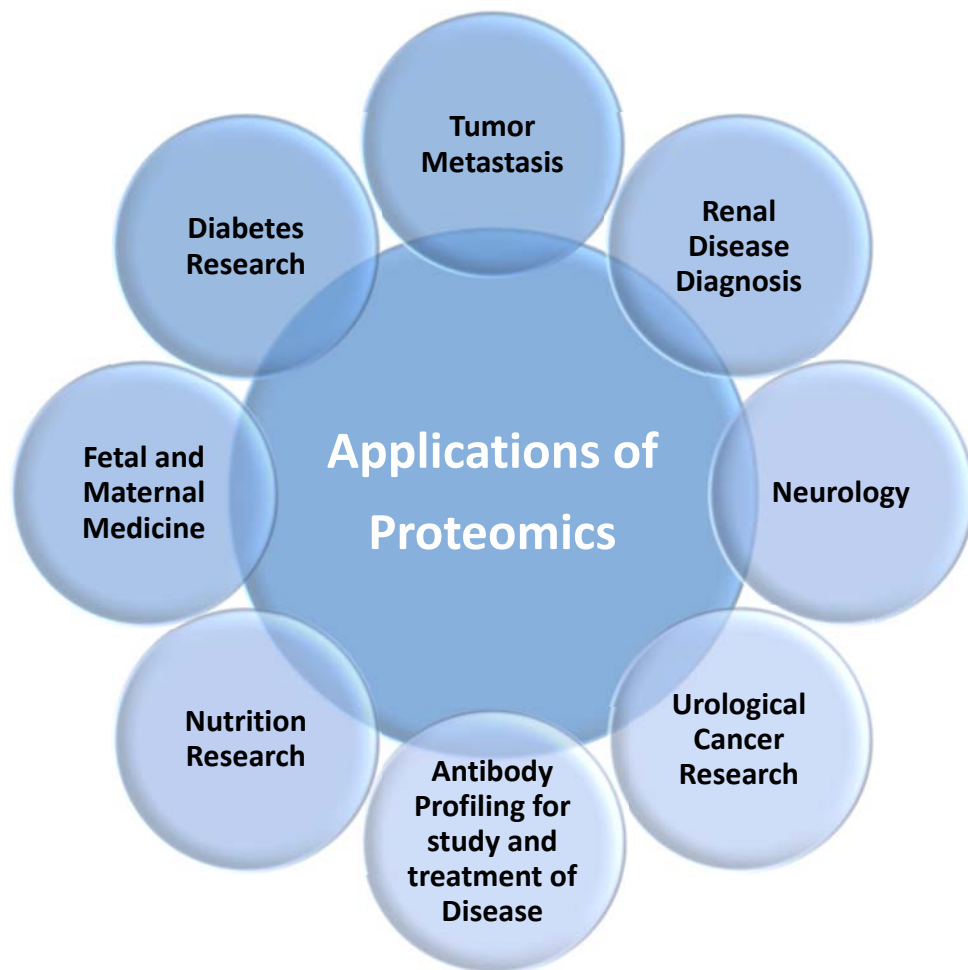 Tumor
Metastasis
Renal
Disease
Diagnosis
Neurology
Urological
Cancer
Research
Antibody
Profiling for
study and
treatment of
Disease
Nutrition
Research
Fetal and
Maternal
Medicine
Diabetes
Research
Applications of
Proteomics